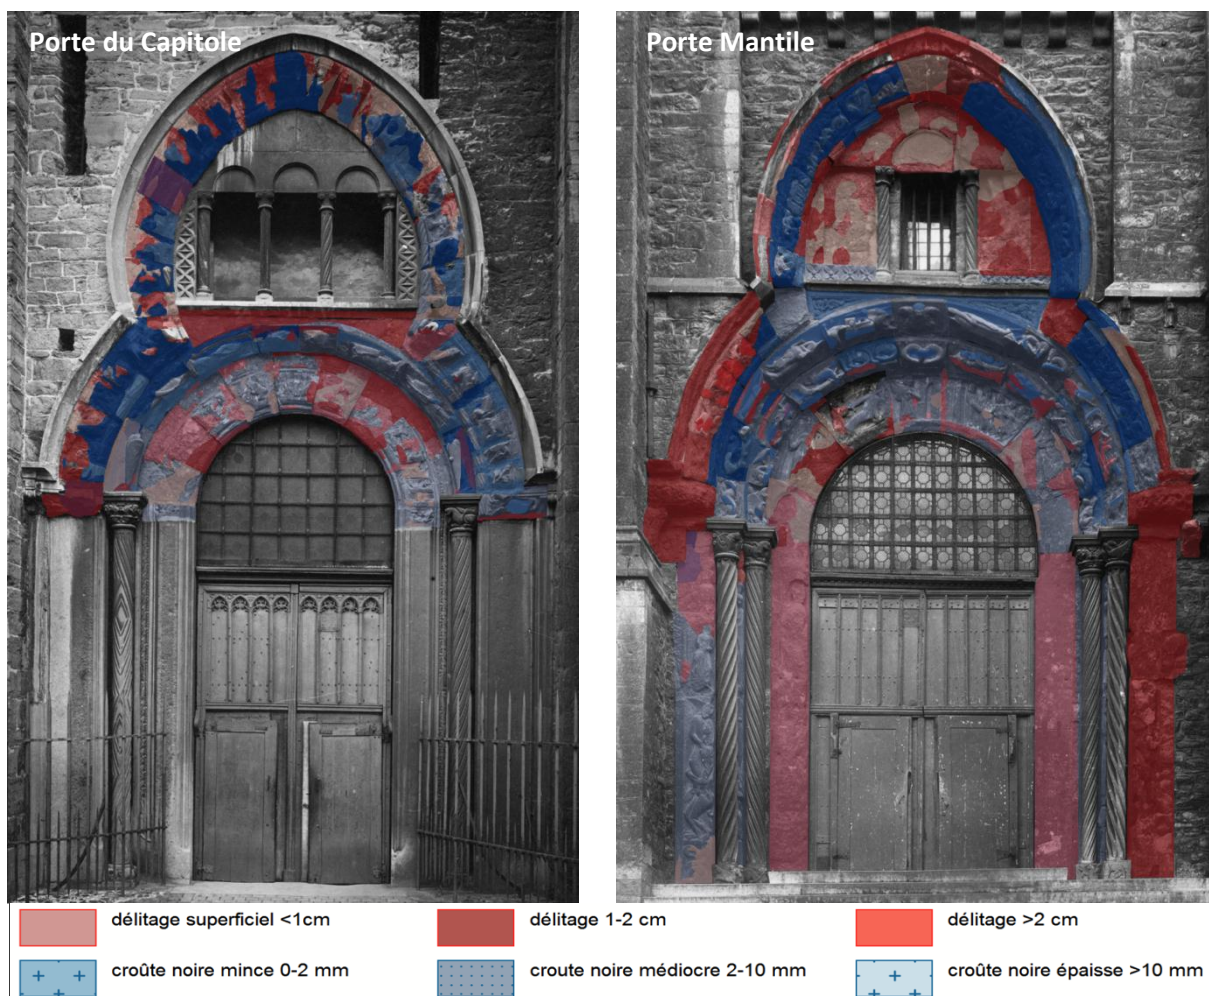 Porte du Capitole
Porte Mantile
délitage superficiel <1cm
délitage 1-2 cm
délitage >2 cm
croûte noire mince 0-2 mm
croute noire médiocre 2-10 mm
croûte noire épaisse >10 mm